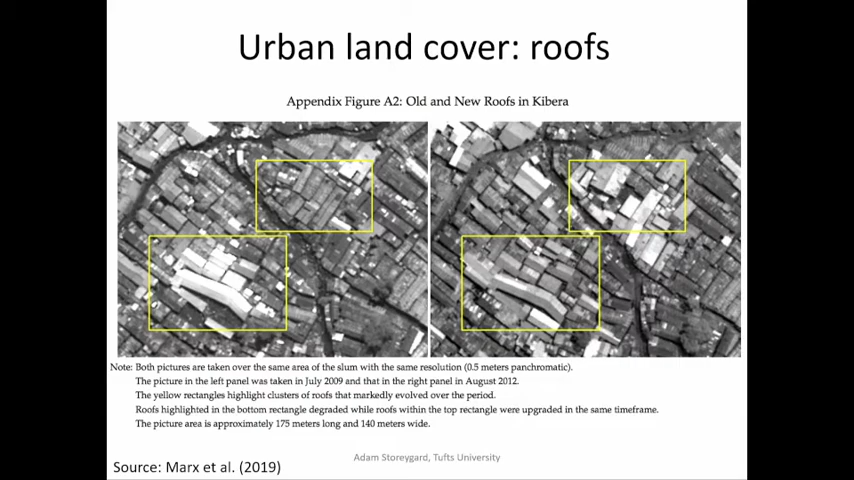 Urban land cover: roofs
Appendix Figure A2: Old and New Roofs in Kibera
Note: Both pictures are taken over the same area of the slum with the same resolution (0.5 meters panchromatic).
The picture in the left panel was taken in July 2009 and that in the right panel in August 2012.
The yellow rectangles highlight clusters of roofs that markedly evolved over the period.
Roofs highlighted in the bottom rectangle degraded while roofs within the top rectangle were upgraded in the same timeframe.
The picture area is approximately 175 meters long and 140 meters wide.
Adam Storeygard, Tufts University
Source: Marx et al. (2019)